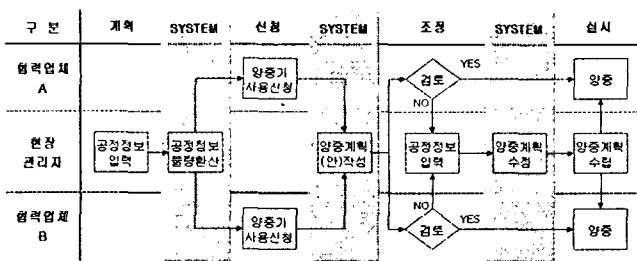 구 분 계획 SYSTEM 신청 SYSTEM 조정 SYSTEM 실시
협력업체
A
양중기
사용신청
검토
YES
NO
양중
현장
관리자
공정정보
입력
공정정보
물량환산
양중계획
(안)작성
공정정보
입력
양중계획
수정
양중계획
수립
협력업체
B
양중기
사용신청
NO
검토
YES
양중